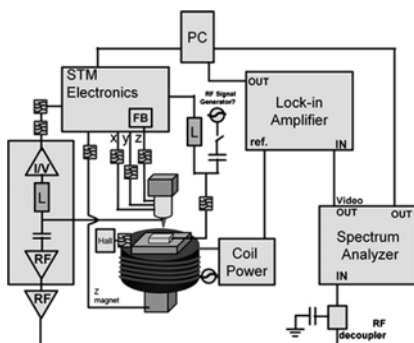 PC
STM
Electronics
FB
x y z
RF Signal
Generator?
OUT
Lock-in
Amplifier
ref.
IN
L
I/V
L
Hall
Coil
Power
Video
OUT
OUT
Spectrum
Analyzer
IN
RF
RF
Z
magnet
RF
decoupler